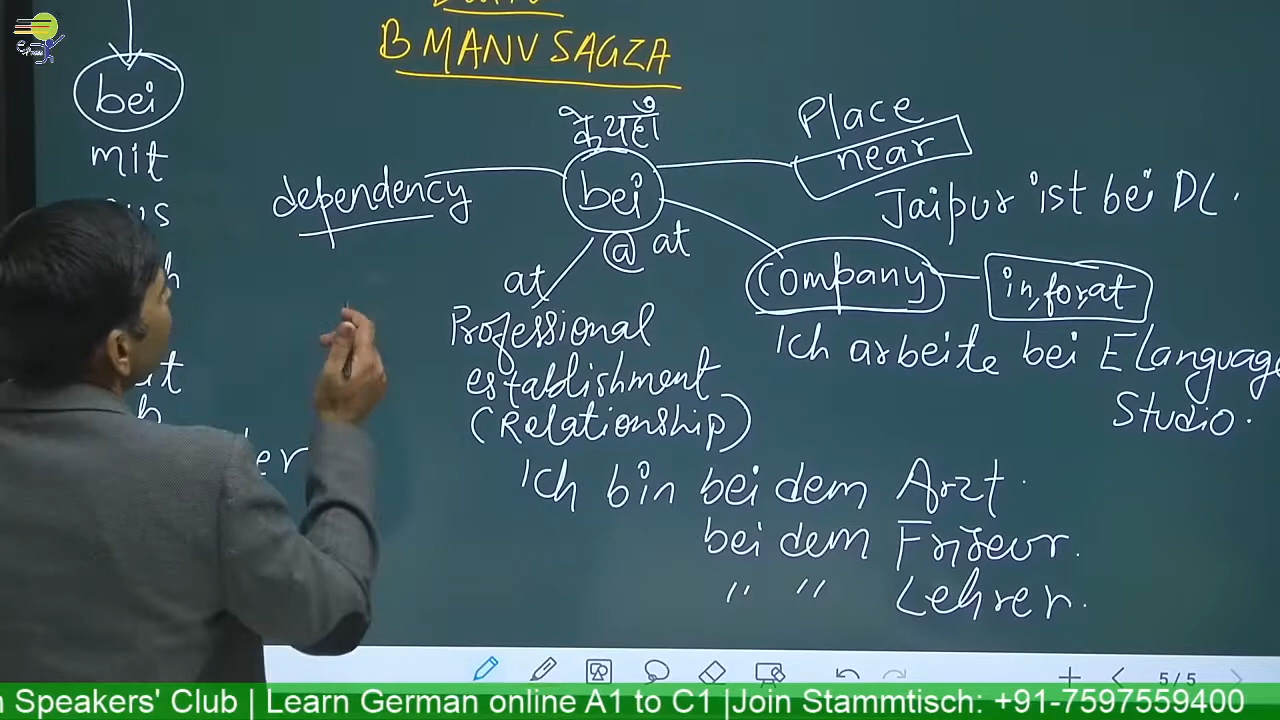 B MANV SAGZA
bei
mit
के यहाँ
bei
@ at
dependency
Place
near
Jaipur ist bei DL.
Company
in, for, at
Ich arbeite bei ELanguage
Studio.
at
Professional
establishment
(Relationship)
Ich bin bei dem Arzt.
bei dem Friseur.
" " Lehrer.
5/5
Speakers' Club | Learn German online A1 to C1 |Join Stammtisch: +91-7597559400